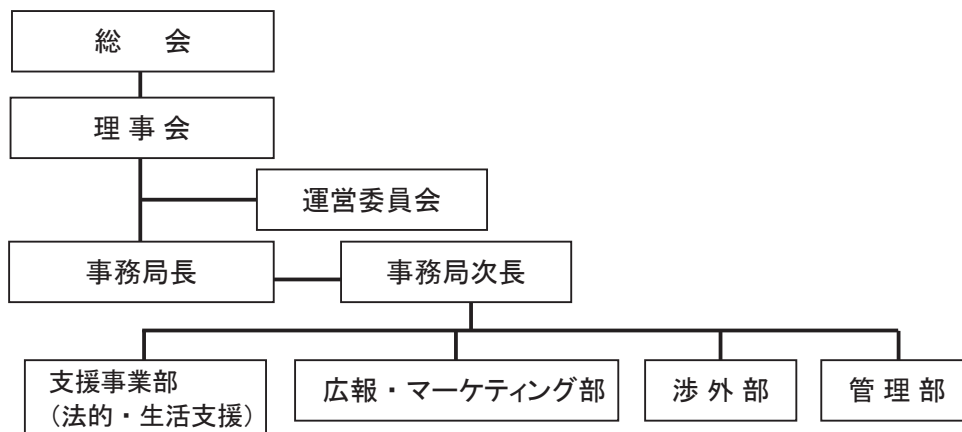 総 会
理 事 会
運営委員会
事務局長
事務局次長
支援事業部
（法的・生活支援）
広報・マーケティング部
渉 外 部
管 理 部